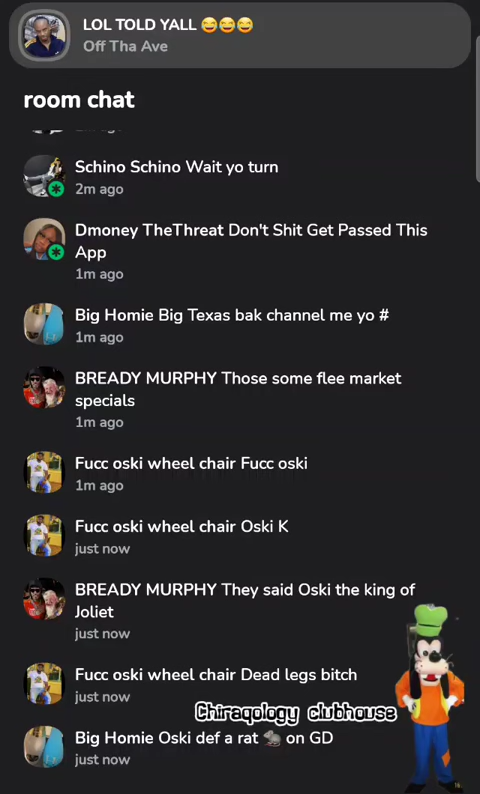 LOL TOLD YALL 😂😂😂
Off Tha Ave
room chat
Schino Schino Wait yo turn
2m ago
Dmoney TheThreat Don't Shit Get Passed This
App
1m ago
Big Homie Big Texas bak channel me yo #
1m ago
BREADY MURPHY Those some flee market
specials
1m ago
Fucc oski wheel chair Fucc oski
1m ago
Fucc oski wheel chair Oski K
just now
BREADY MURPHY They said Oski the king of
Joliet
just now
Fucc oski wheel chair Dead legs bitch
just now
Chiraqology clubhouse
Big Homie Oski def a rat 🐀 on GD
just now